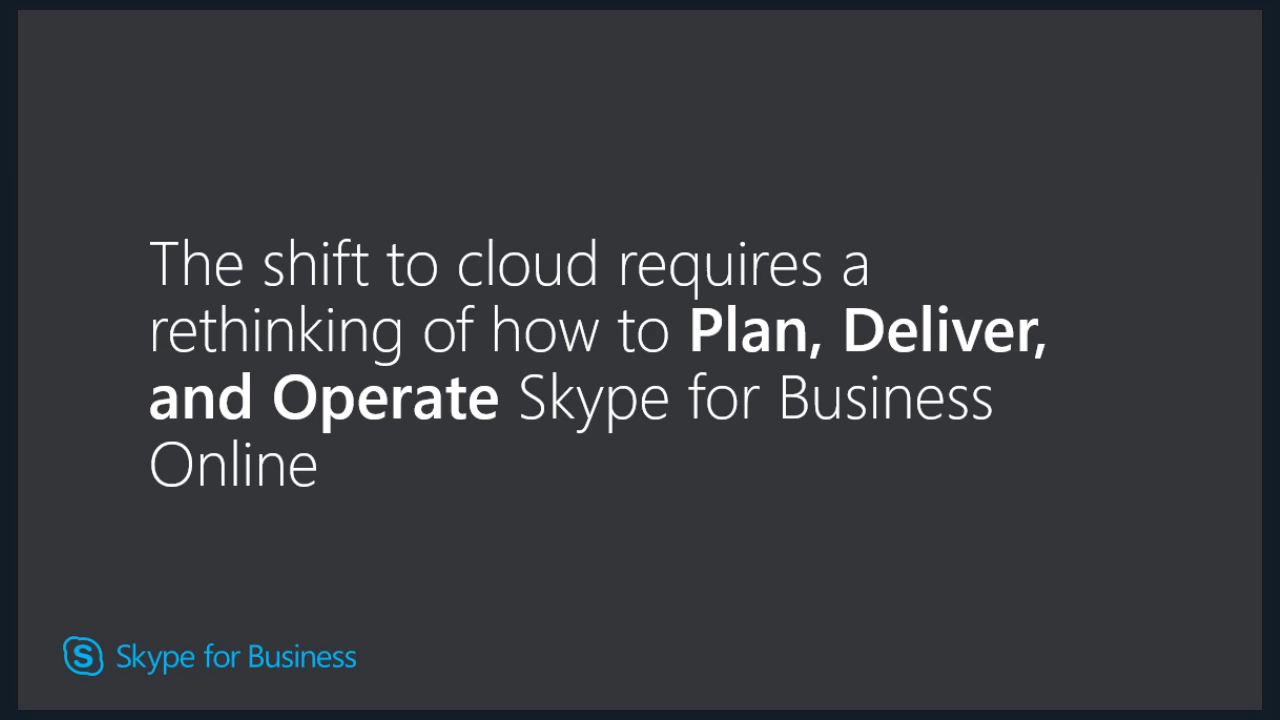 The shift to cloud requires a
rethinking of how to Plan, Deliver,
and Operate Skype for Business
Online
Skype for Business